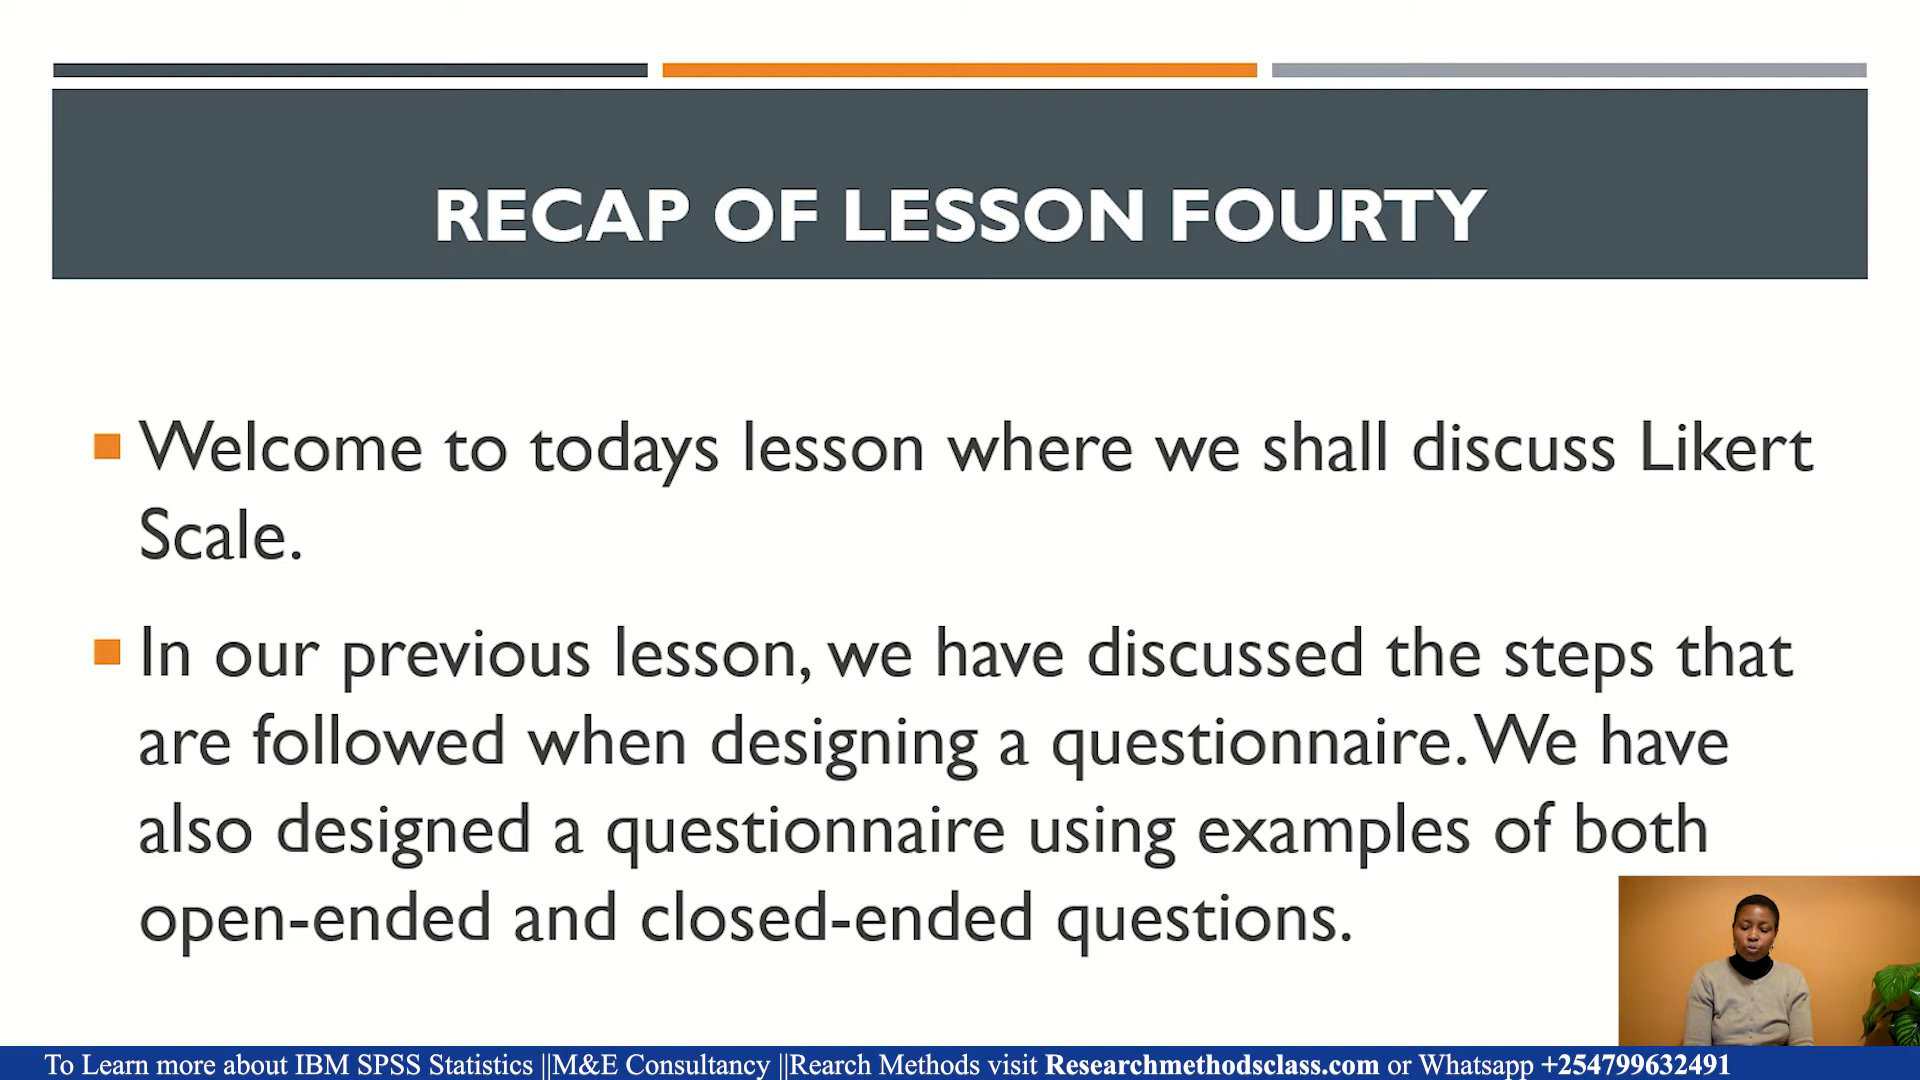 RECAP OF LESSON FOURTY
Welcome to todays lesson where we shall discuss Likert
Scale.
In our previous lesson, we have discussed the steps that
are followed when designing a questionnaire. We have
also designed a questionnaire using examples of both
open-ended and closed-ended questions.
To Learn more about IBM SPSS Statistics ||M&E Consultancy ||Rearch Methods visit Researchmethodsclass.com or Whatsapp +254799632491